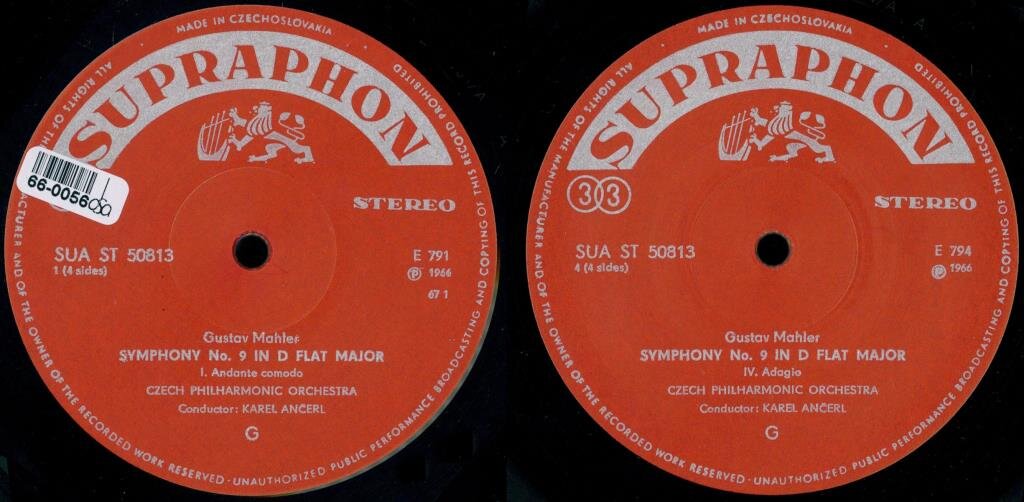 MADE IN CZECHOSLOVAKIA
SUPRAPHON
66-0056
STEREO
SUA ST 50813
1 (4 sides)
E 791
Ⓟ 1966
67 1
Gustav Mahler
SYMPHONY No. 9 IN D FLAT MAJOR
I. Andante comodo
CZECH PHILHARMONIC ORCHESTRA
Conductor: KAREL ANČERL
G
ALL RIGHTS OF THE
FACTURER AND OF THE OWNER OF THE RECORDED WORK RESERVED - UNAUTHORIZED PUBLIC PERFORMANCE BROADCASTING AND COPYING OF THIS RECORD PROHIBITED
MADE IN CZECHOSLOVAKIA
SUPRAPHON
33
STEREO
SUA ST 50813
4 (4 sides)
E 794
Ⓟ 1966
Gustav Mahler
SYMPHONY No. 9 IN D FLAT MAJOR
IV. Adagio
CZECH PHILHARMONIC ORCHESTRA
Conductor: KAREL ANČERL
G
ALL RIGHTS OF THE MANUFACTURER AND OF THE OWNER OF THE RECORDED WORK RESERVED - UNAUTHORIZED PUBLIC PERFORMANCE BROADCASTING AND COPYING OF THIS RECORD PROHIBITED